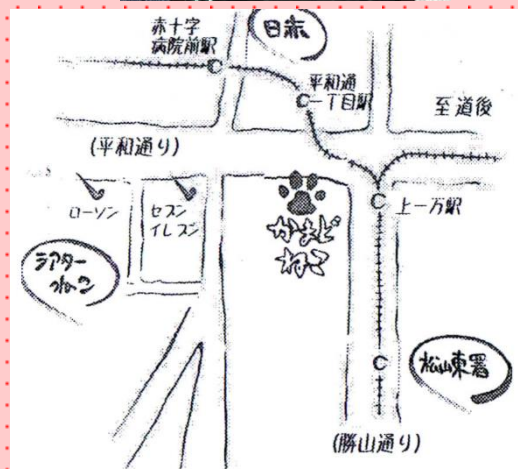 赤十字
病院前駅
日赤
平和通
一丁目駅
至道後
(平和通り)
ローソン
セブン
イレブン
かまど
ねこ
上一万駅
シアター
ねこ
松山東署
(勝山通り)